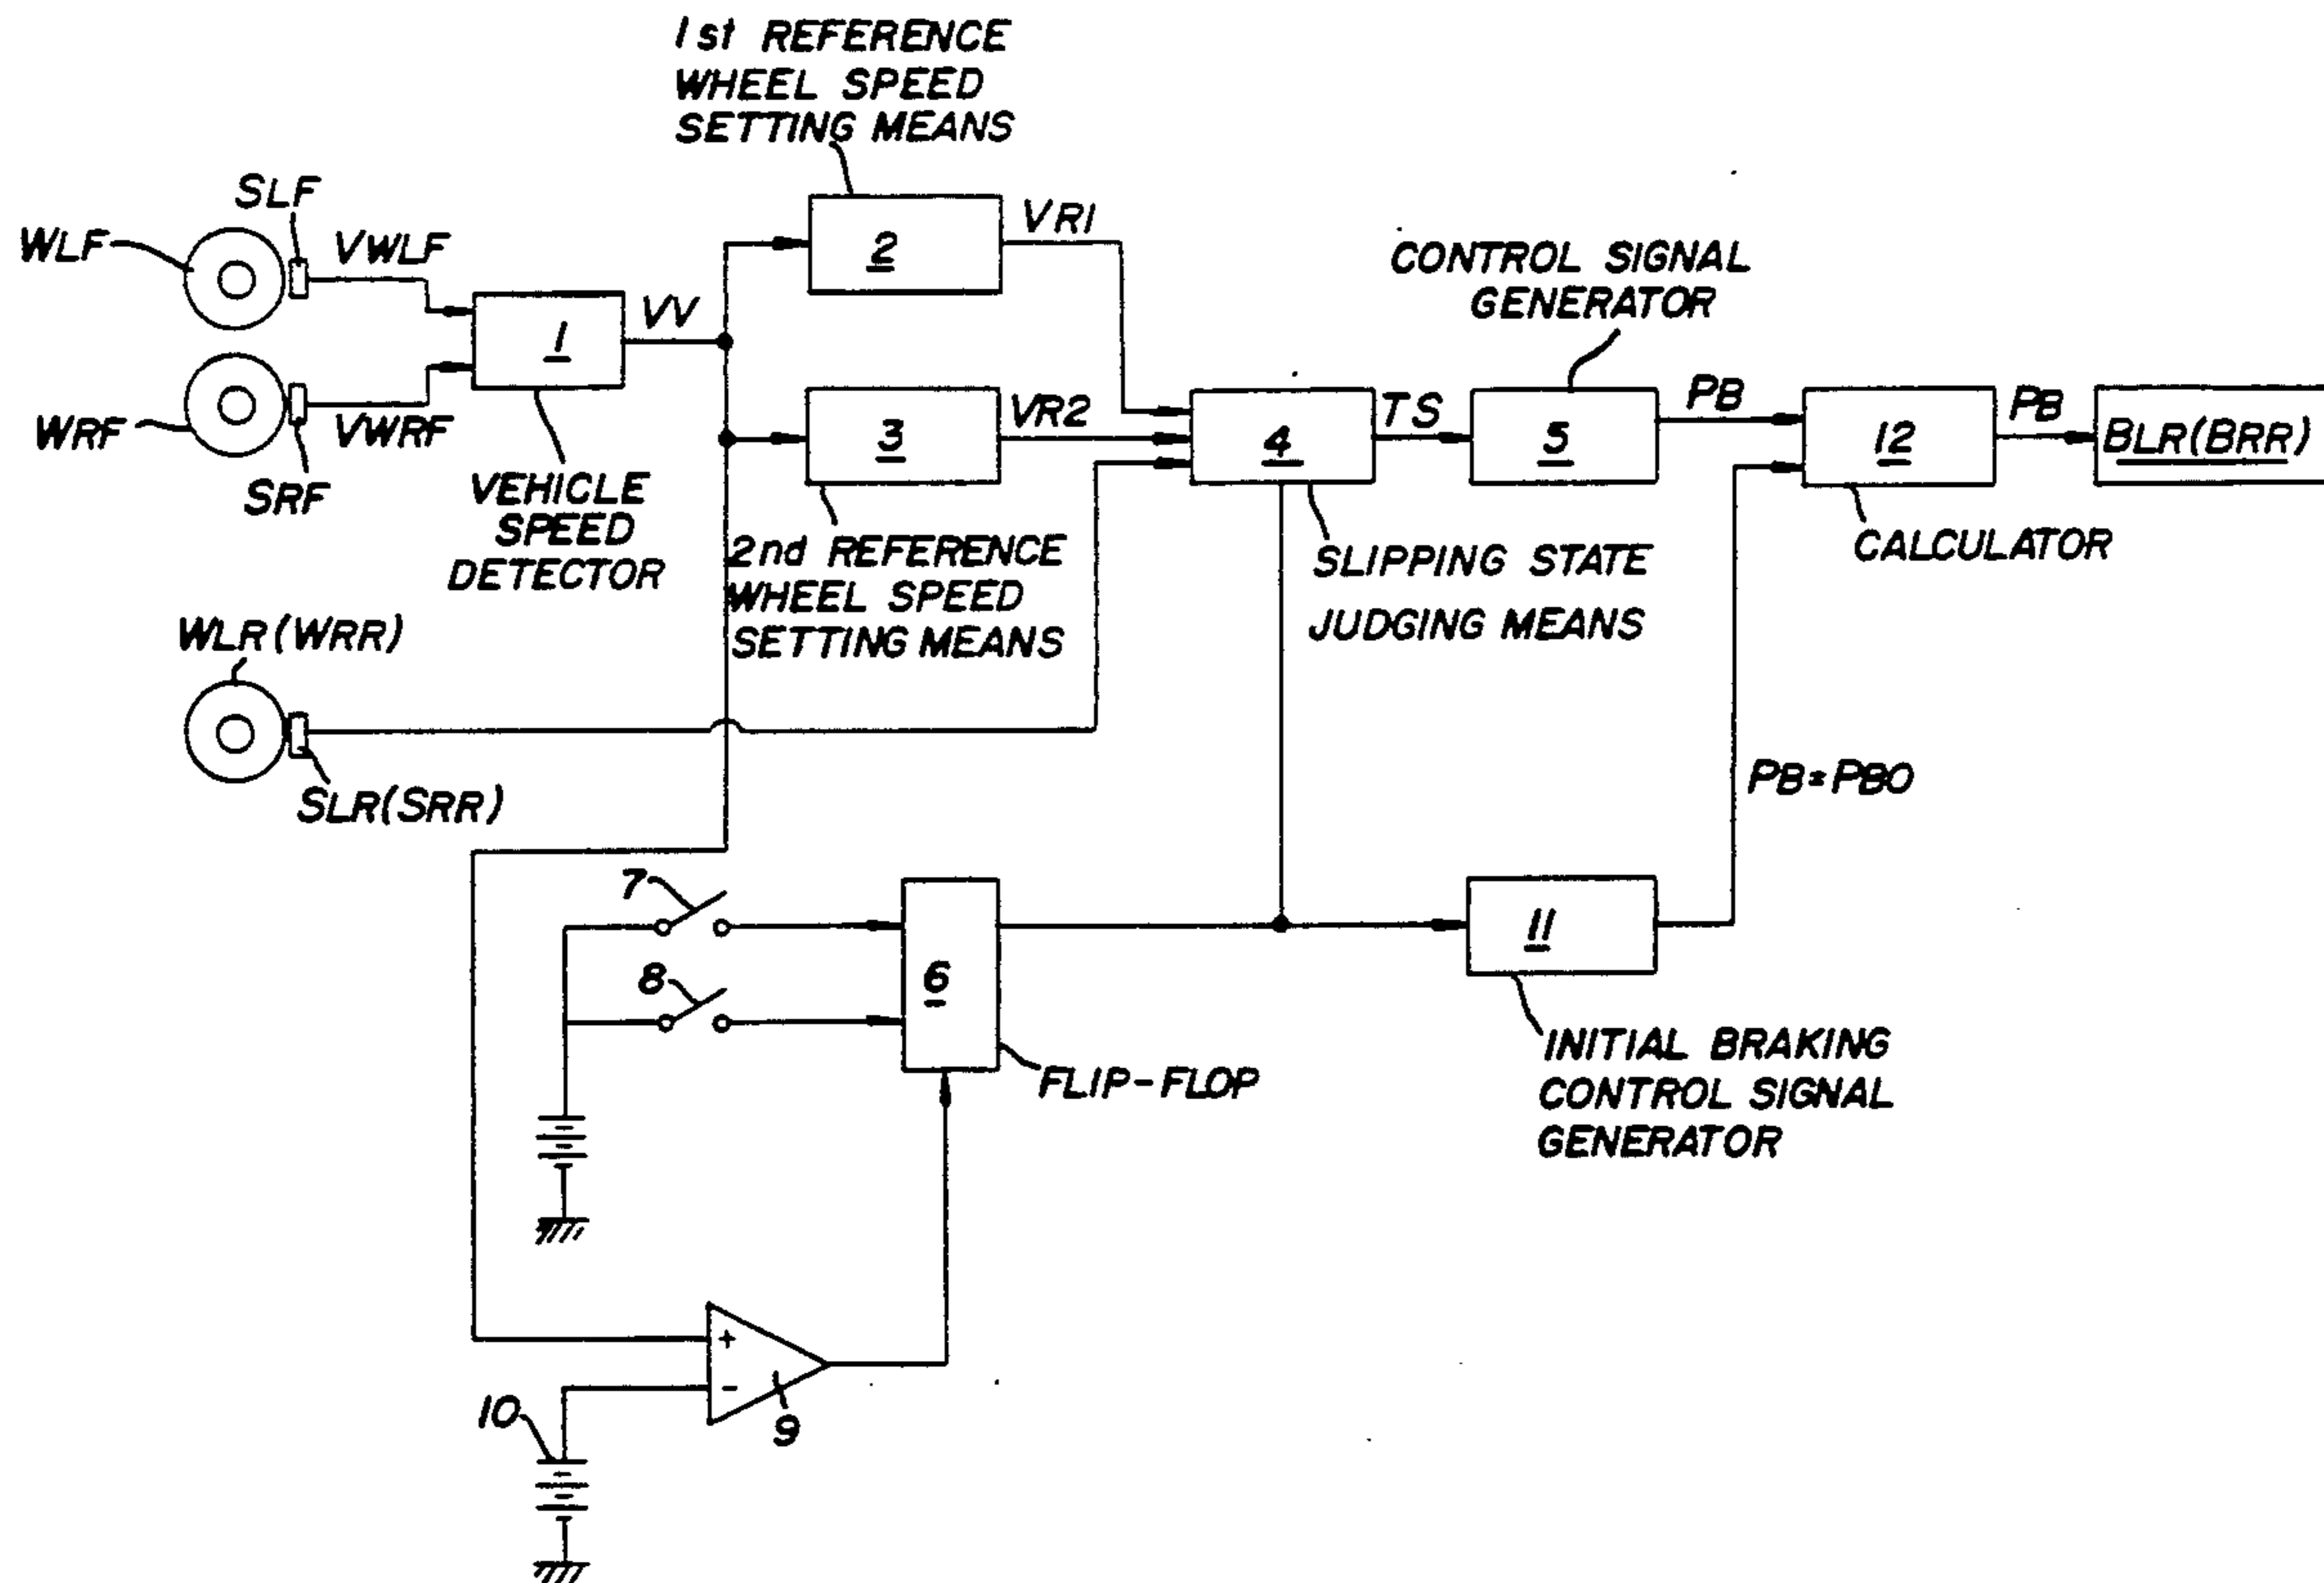 1st REFERENCE
WHEEL SPEED
SETTING MEANS
SLF
WLF
VWLF
VR1
2
CONTROL SIGNAL
GENERATOR
VV
1
WRF
VWRF
SRF
VEHICLE
SPEED
DETECTOR
3
VR2
4
TS
5
PB
12
PB
BLR(BRR)
2nd REFERENCE
WHEEL SPEED
SETTING MEANS
SLIPPING STATE
JUDGING MEANS
CALCULATOR
WLR(WRR)
SLR(SRR)
PB=PBO
7
8
6
11
FLIP-FLOP
INITIAL BRAKING
CONTROL SIGNAL
GENERATOR
+
-
9
10